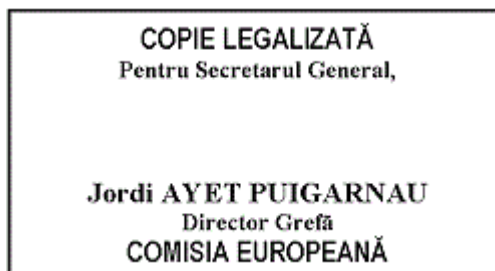 COPIE LEGALIZATĂ
Pentru Secretarul General,
Jordi AYET PUIGARNAU
Director Grefă
COMISIA EUROPEANĂ